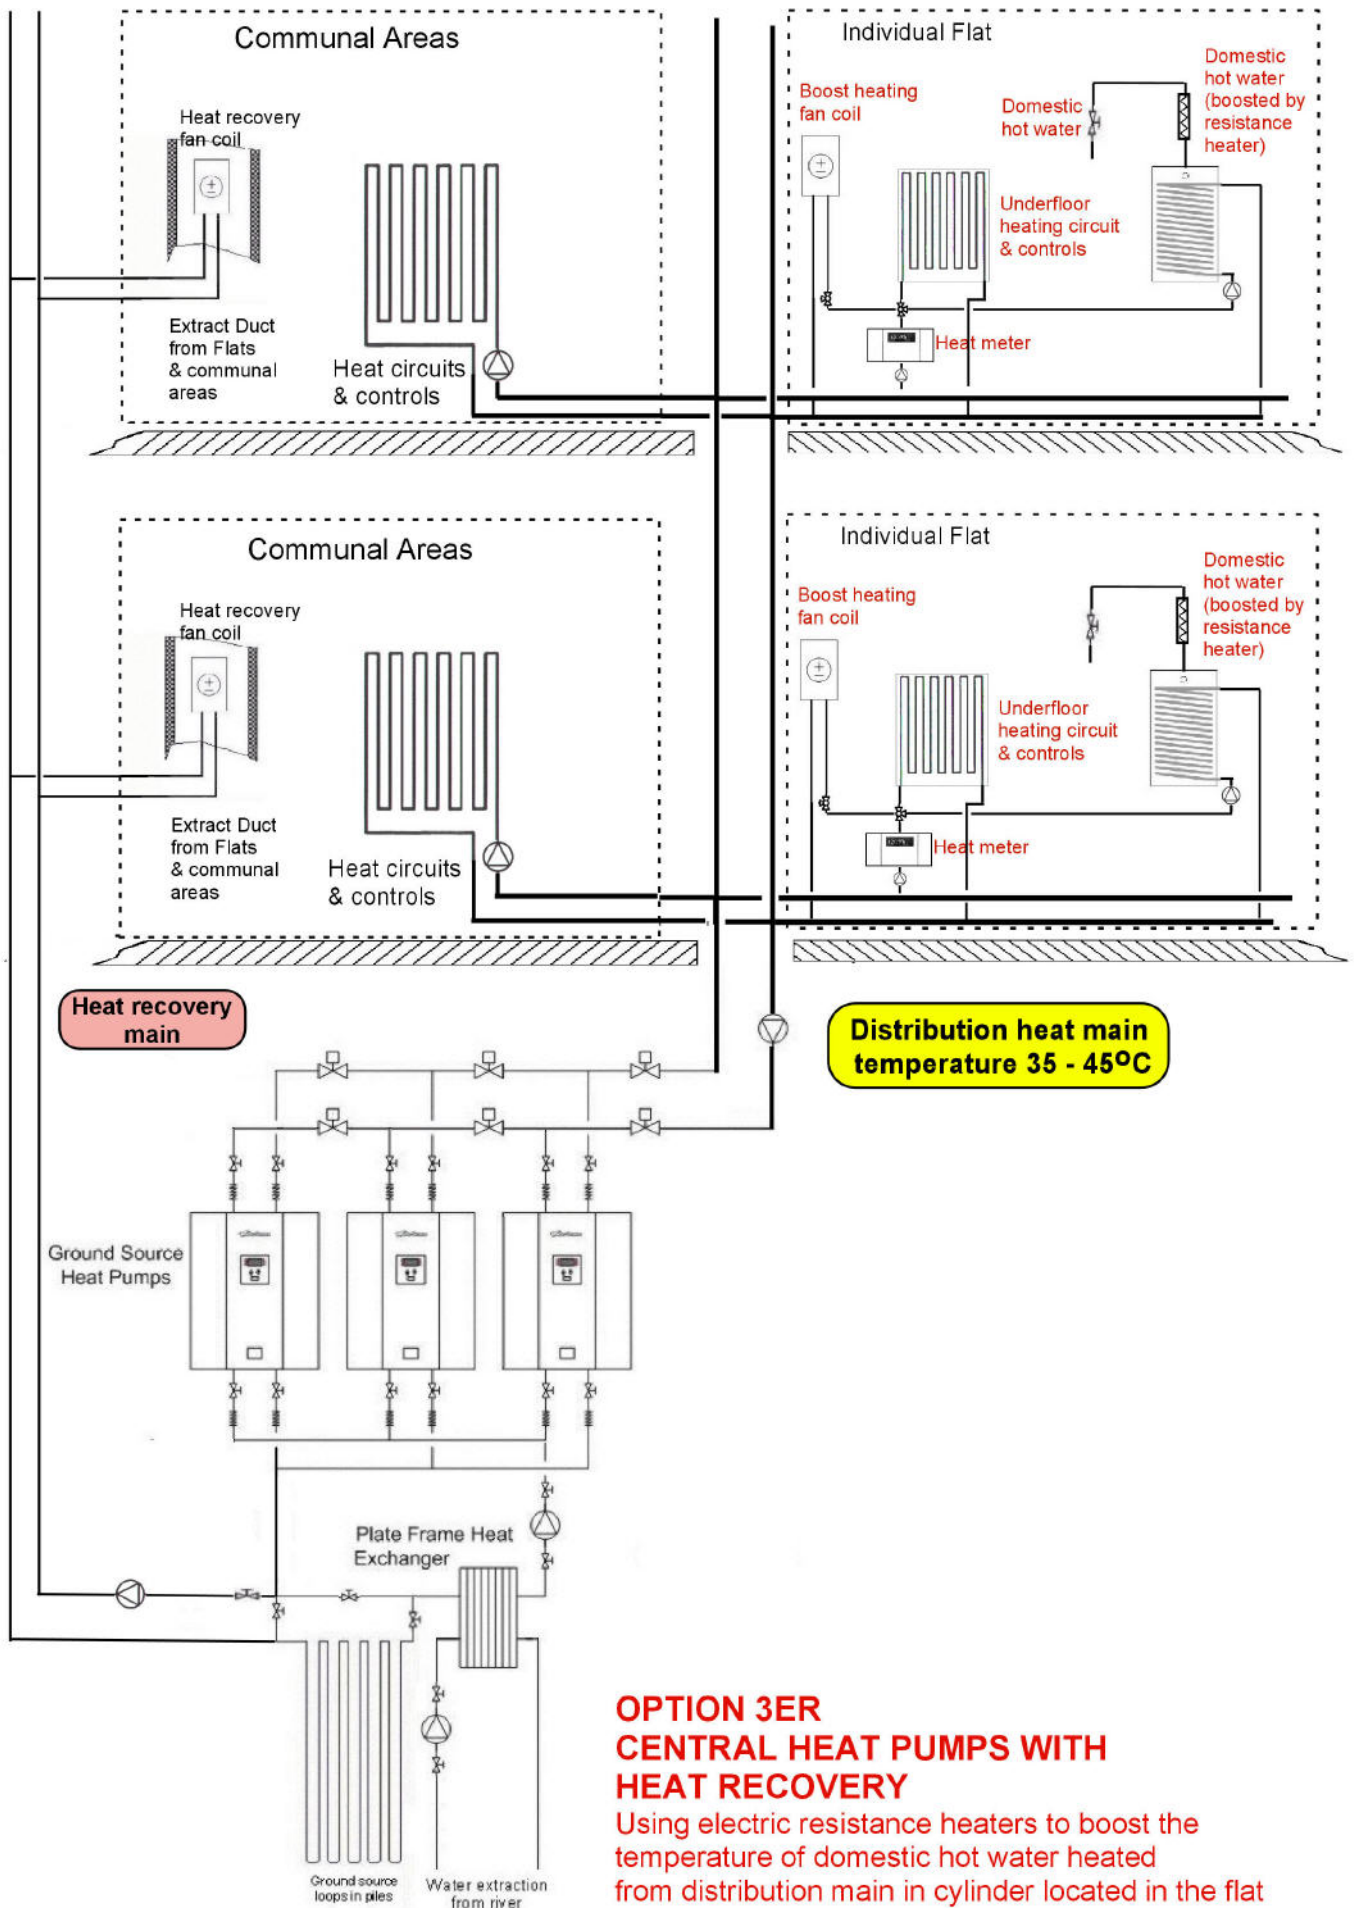 Communal Areas
Heat recovery
fan coil
Extract Duct
from Flats
& communal
areas
Heat circuits
& controls
Individual Flat
Boost heating
fan coil
Domestic
hot water
Domestic
hot water
(boosted by
resistance
heater)
Underfloor
heating circuit
& controls
Heat meter
Communal Areas
Heat recovery
fan coil
Extract Duct
from Flats
& communal
areas
Heat circuits
& controls
Individual Flat
Boost heating
fan coil
Domestic
hot water
(boosted by
resistance
heater)
Underfloor
heating circuit
& controls
Heat meter
Heat recovery
main
Distribution heat main
temperature 35 - 45ºC
Ground Source
Heat Pumps
Plate Frame Heat
Exchanger
Ground source
loops in piles
Water extraction
from river
OPTION 3ER
CENTRAL HEAT PUMPS WITH
HEAT RECOVERY
Using electric resistance heaters to boost the
temperature of domestic hot water heated
from distribution main in cylinder located in the flat